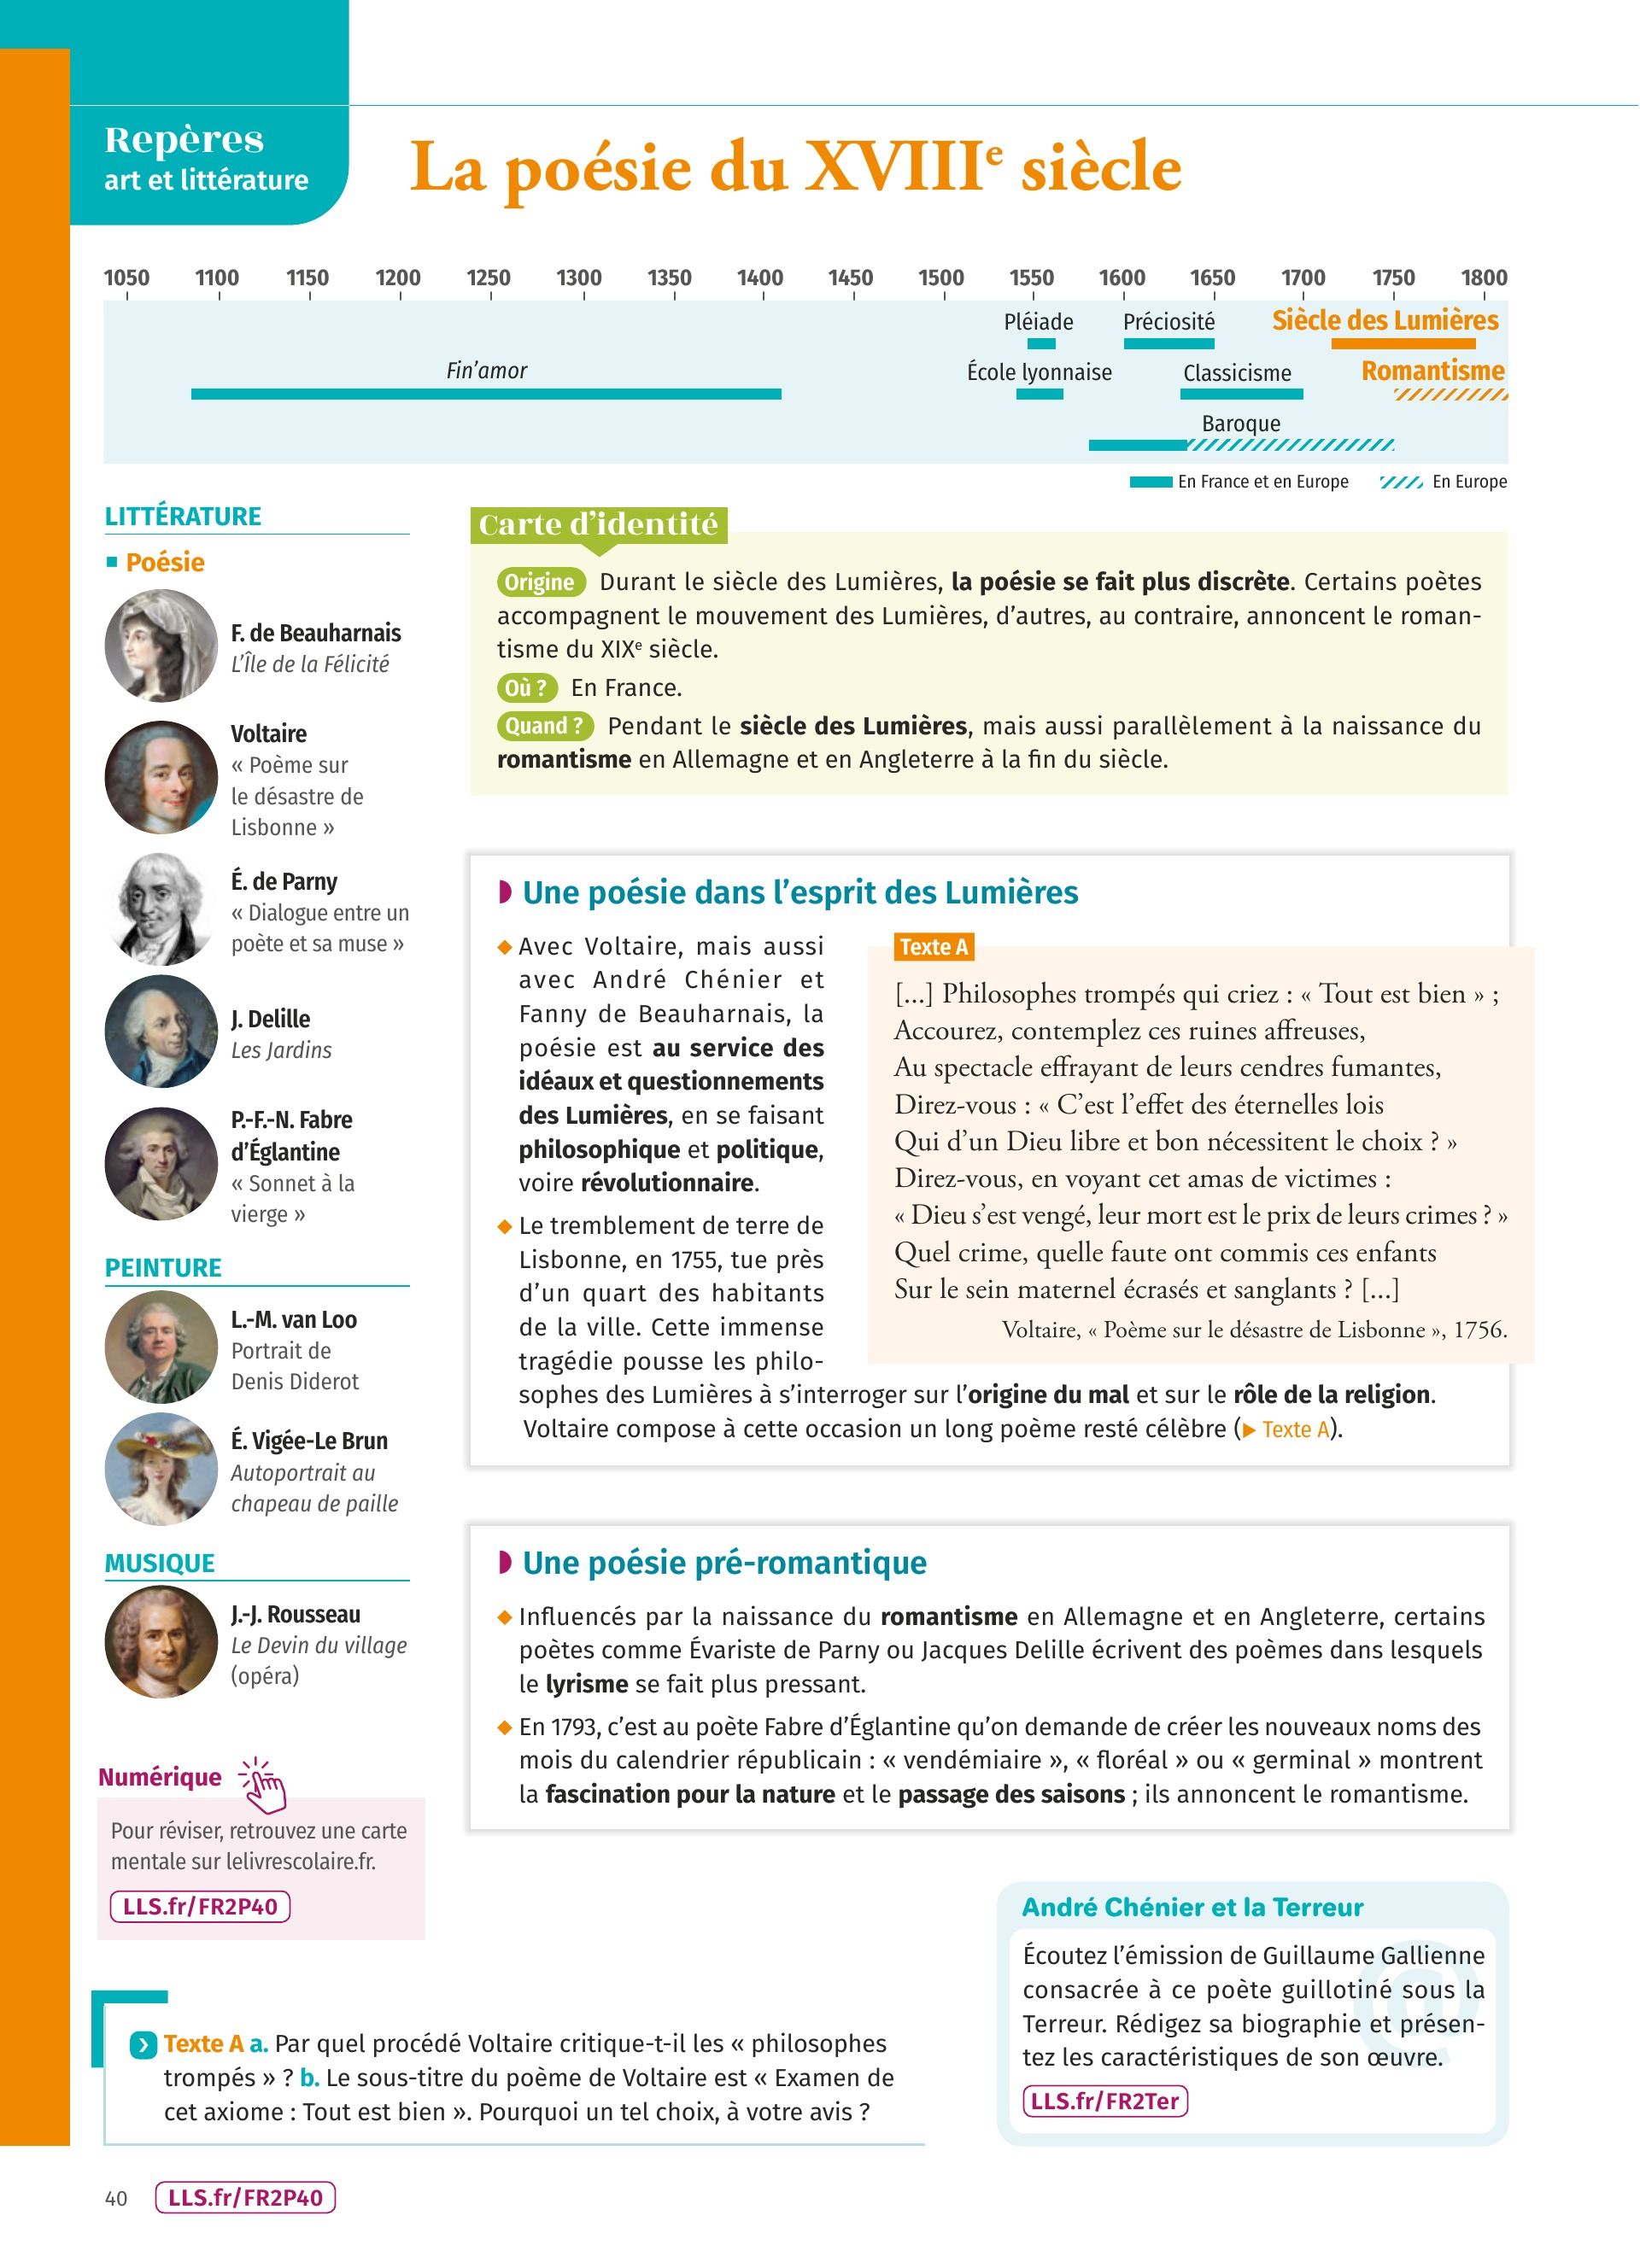 Repères
art et littérature
La poésie du XVIIIe siècle
1050 1100 1150 1200 1250 1300 1350 1400 1450 1500 1550 1600 1650 1700 1750 1800
Pléiade Préciosité Siècle des Lumières
Fin’amor École lyonnaise Classicisme Romantisme
Baroque
En France et en Europe En Europe
LITTÉRATURE
Poésie
F. de Beauharnais
L’Île de la Félicité
Voltaire
« Poème sur
le désastre de
Lisbonne »
É. de Parny
« Dialogue entre un
poète et sa muse »
J. Delille
Les Jardins
P.-F.-N. Fabre
d’Églantine
« Sonnet à la
vierge »
PEINTURE
L.-M. van Loo
Portrait de
Denis Diderot
É. Vigée-Le Brun
Autoportrait au
chapeau de paille
MUSIQUE
J.-J. Rousseau
Le Devin du village
(opéra)
Numérique
Pour réviser, retrouvez une carte
mentale sur lelivrescolaire.fr.
LLS.fr/FR2P40
Carte d’identité
Origine Durant le siècle des Lumières, la poésie se fait plus discrète. Certains poètes
accompagnent le mouvement des Lumières, d’autres, au contraire, annoncent le roman-
tisme du XIXe siècle.
Où ? En France.
Quand ? Pendant le siècle des Lumières, mais aussi parallèlement à la naissance du
romantisme en Allemagne et en Angleterre à la fin du siècle.
Une poésie dans l’esprit des Lumières
◆ Avec Voltaire, mais aussi
avec André Chénier et
Fanny de Beauharnais, la
poésie est au service des
idéaux et questionnements
des Lumières, en se faisant
philosophique et politique,
voire révolutionnaire.
◆ Le tremblement de terre de
Lisbonne, en 1755, tue près
d’un quart des habitants
de la ville. Cette immense
tragédie pousse les philo-
sophes des Lumières à s’interroger sur l’origine du mal et sur le rôle de la religion.
Voltaire compose à cette occasion un long poème resté célèbre (▶ Texte A).
Texte A
[...] Philosophes trompés qui criez : « Tout est bien » ;
Accourez, contemplez ces ruines affreuses,
Au spectacle effrayant de leurs cendres fumantes,
Direz-vous : « C’est l’effet des éternelles lois
Qui d’un Dieu libre et bon nécessitent le choix ? »
Direz-vous, en voyant cet amas de victimes :
« Dieu s’est vengé, leur mort est le prix de leurs crimes ? »
Quel crime, quelle faute ont commis ces enfants
Sur le sein maternel écrasés et sanglants ? [...]
Voltaire, « Poème sur le désastre de Lisbonne », 1756.
Une poésie pré-romantique
◆ Influencés par la naissance du romantisme en Allemagne et en Angleterre, certains
poètes comme Évariste de Parny ou Jacques Delille écrivent des poèmes dans lesquels
le lyrisme se fait plus pressant.
◆ En 1793, c’est au poète Fabre d’Églantine qu’on demande de créer les nouveaux noms des
mois du calendrier républicain : « vendémiaire », « floréal » ou « germinal » montrent
la fascination pour la nature et le passage des saisons ; ils annoncent le romantisme.
André Chénier et la Terreur
Écoutez l’émission de Guillaume Gallienne
consacrée à ce poète guillotiné sous la
Terreur. Rédigez sa biographie et présen-
tez les caractéristiques de son œuvre.
LLS.fr/FR2Ter
Texte A a. Par quel procédé Voltaire critique-t-il les « philosophes
trompés » ? b. Le sous-titre du poème de Voltaire est « Examen de
cet axiome : Tout est bien ». Pourquoi un tel choix, à votre avis ?
40 LLS.fr/FR2P40